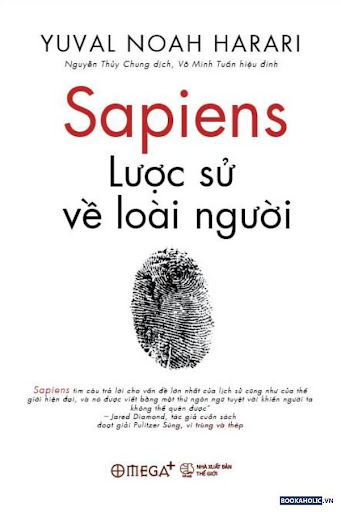 YUVAL NOAH HARARI
Nguyễn Thủy Chung dịch, Võ Minh Tuấn hiệu đính
Sapiens
Lược sử
về loài người
Sapiens tìm câu trả lời cho vấn đề lớn nhất của lịch sử cũng như của thế
giới hiện đại, và nó được viết bằng một thứ ngôn ngữ tuyệt vời khiến người ta
không thể quên được”
– Jared Diamond, tác giả cuốn sách
đoạt giải Pulitzer Súng, vi trùng và thép
OMEGA+
NHÀ XUẤT BẢN
THẾ GIỚI
BOOKAHOLIC.VN